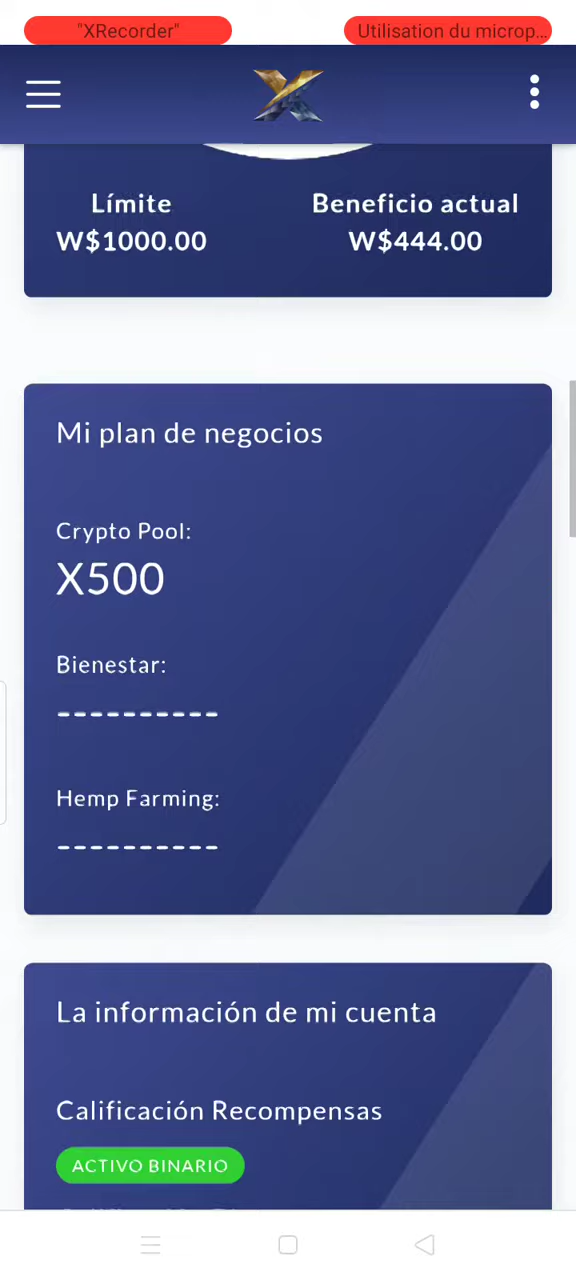 "XRecorder"
Utilisation du microp...
Límite
Beneficio actual
W$1000.00
W$444.00
Mi plan de negocios
Crypto Pool:
X500
Bienestar:
----------
Hemp Farming:
----------
La información de mi cuenta
Calificación Recompensas
ACTIVO BINARIO